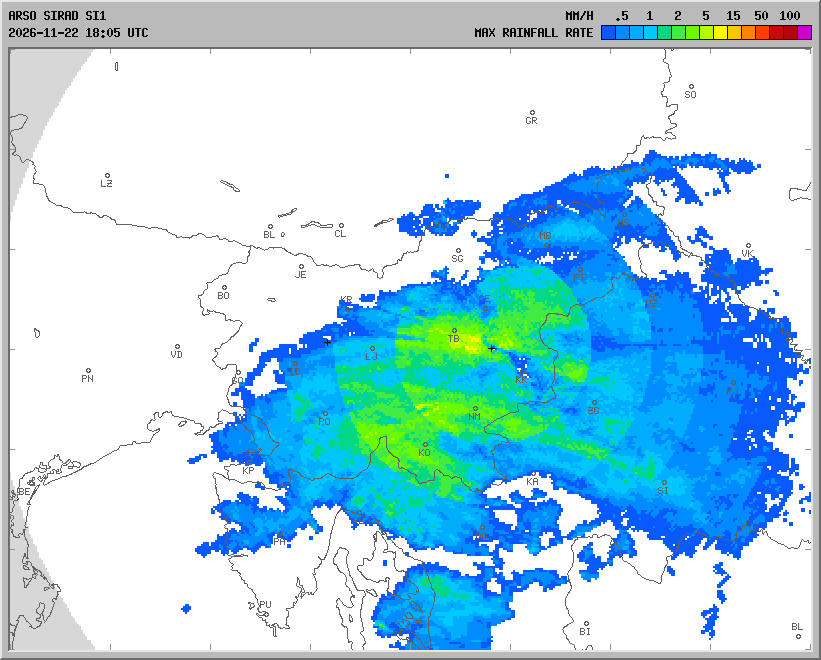 ARSO SIRAD SI1
2026-11-22 18:05 UTC
MM/H .5 1 2 5 15 50 100
MAX RAINFALL RATE
SO
GR
LZ
BL
CL
MB
SG
VK
JE
BO
KR
TB
LJ
VD
PN
KK
NM
PO
KO
KP
KA
SI
BE
PU
BI
BL